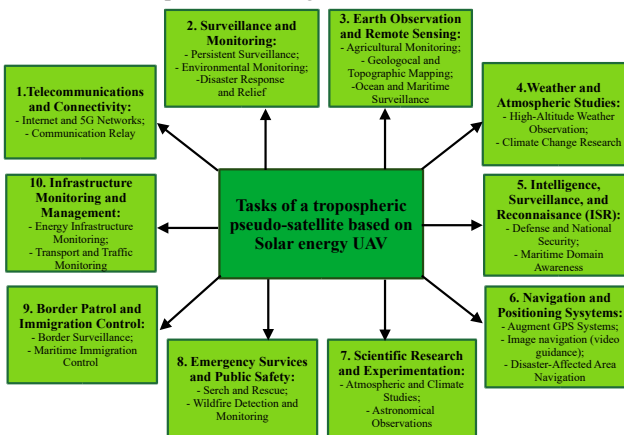 1.Telecommunications
and Connectivity:
- Internet and 5G Networks;
- Communication Relay
2. Surveillance and
Monitoring:
- Persistent Surveillance;
- Environmental Monitoring;
-Disaster Response
and Relief
3. Earth Observation
and Remote Sensing:
- Agricultural Monitoring;
- Geologocal and
Topographic Mapping;
-Ocean and Maritime
Surveillance
4.Weather and
Atmospheric Studies:
- High-Altitude Weather
Observation;
- Climate Change Research
Tasks of a tropospheric
pseudo-satellite based on
Solar energy UAV
5. Intelligence,
Surveillance, and
Reconnaisance (ISR):
- Defense and National
Security;
- Maritime Domain
Awareness
6. Navigation and
Positioning Sysytems:
- Augment GPS Systems;
- Image navigation (video
guidance);
- Disaster-Affected Area
Navigation
7. Scientific Research
and Experimentation:
- Atmospheric and Climate
Studies;
- Astronomical
Observations
8. Emergency Survices
and Public Safety:
- Serch and Rescue;
- Wildfire Detection and
Monitoring
9. Border Patrol and
Immigration Control:
- Border Surveillance;
- Maritime Immigration
Control
10. Infrastructure
Monitoring and
Management:
- Energy Infrastructure
Monitoring;
- Transport and Traffic
Monitoring